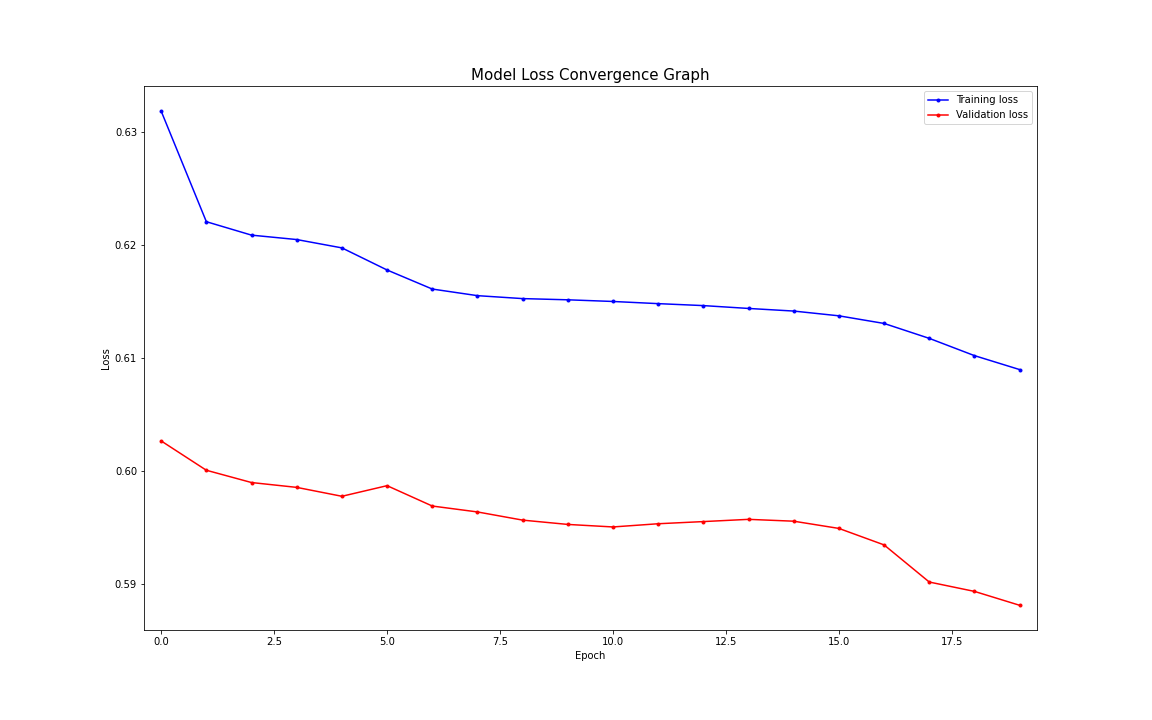 Model Loss Convergence Graph
Training loss
Validation loss
0.63
0.62
0.61
0.60
0.59
Loss
0.0 2.5 5.0 7.5 10.0 12.5 15.0 17.5
Epoch